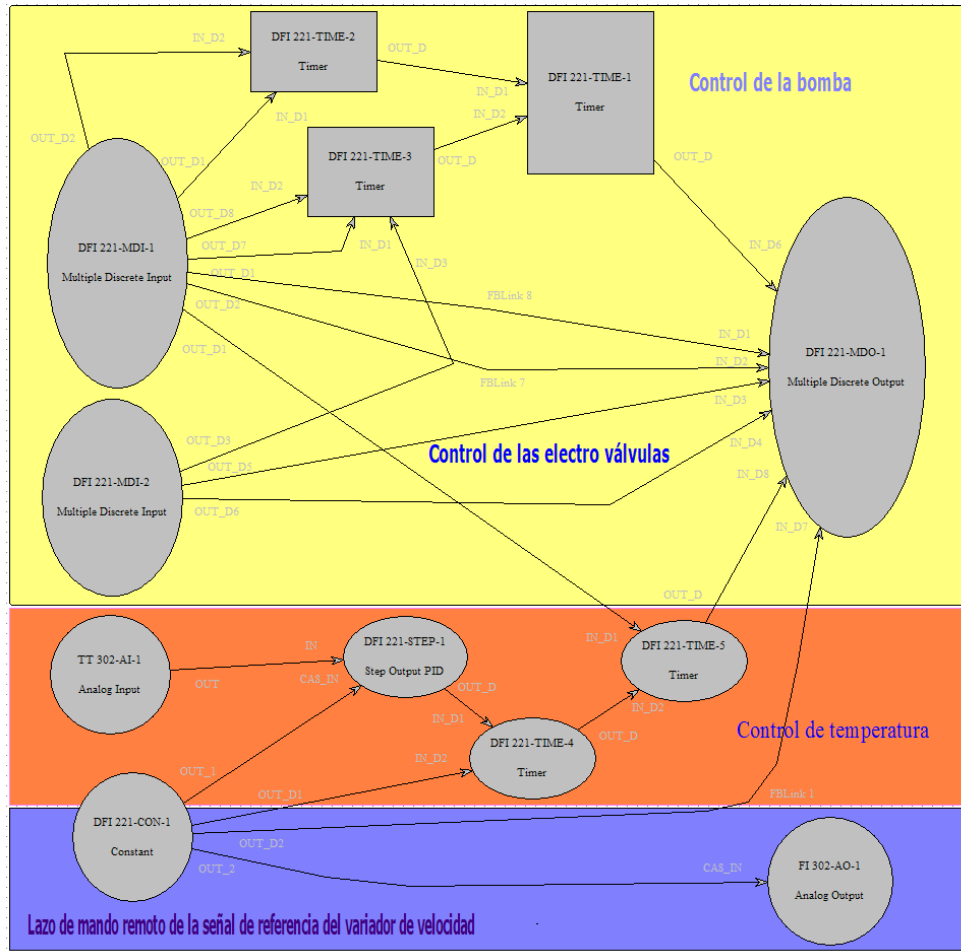 DFI 221-TIME-2
Timer
IN_D2
OUT_D
DFI 221-TIME-1
Timer
IN_D1
IN_D2
Control de la bomba
OUT_D2
OUT_D1
IN_D1
DFI 221-TIME-3
Timer
OUT_D
OUT_D
DFI 221-MDI-1
Multiple Discrete Input
IN_D2
OUT_D8
OUT_D7
IN_D1
IN_D3
IN_D6
OUT_D1
OUT_D2
OUT_D1
FBLink 8
IN_D1
DFI 221-MDO-1
Multiple Discrete Output
IN_D2
FBLink 7
IN_D3
OUT_D3
OUT_D5
IN_D4
Control de las electro válvulas
IN_D8
DFI 221-MDI-2
Multiple Discrete Input
OUT_D6
IN_D7
OUT_D
TT 302-AI-1
Analog Input
OUT
IN
CAS_IN
DFI 221-STEP-1
Step Output PID
OUT_D
IN_D1
IN_D1
DFI 221-TIME-5
Timer
IN_D2
DFI 221-TIME-4
Timer
OUT_D
IN_D2
Control de temperatura
OUT_1
OUT_D1
FBLink 1
DFI 221-CON-1
Constant
OUT_D2
OUT_2
CAS_IN
FI 302-AO-1
Analog Output
Lazo de mando remoto de la señal de referencia del variador de velocidad